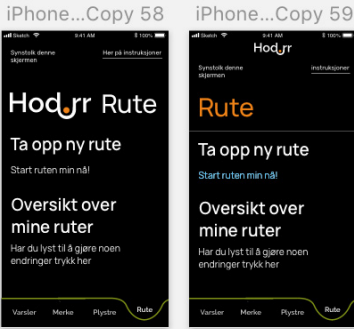 iPhone...Copy 58
Sketch 9:41 AM 100%
Synstolk denne
skjermen
Hør på instruksjoner
Hodurr Rute
Ta opp ny rute
Start ruten min nå!
Oversikt over
mine ruter
Har du lyst til å gjøre noen
endringer trykk her
Varsler Merke Plystre Rute
iPhone...Copy 59
Sketch 9:41 AM 100%
Hodurr
Synstolk denne
skjermen
instruksjoner
Rute
Ta opp ny rute
Start ruten min nå!
Oversikt over
mine ruter
Har du lyst til å gjøre noen
endringer trykk her
Varsler Merke Plystre Rute